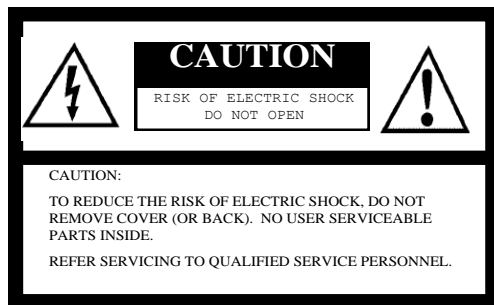 CAUTION
RISK OF ELECTRIC SHOCK
DO NOT OPEN
CAUTION:
TO REDUCE THE RISK OF ELECTRIC SHOCK, DO NOT
REMOVE COVER (OR BACK). NO USER SERVICEABLE
PARTS INSIDE.
REFER SERVICING TO QUALIFIED SERVICE PERSONNEL.